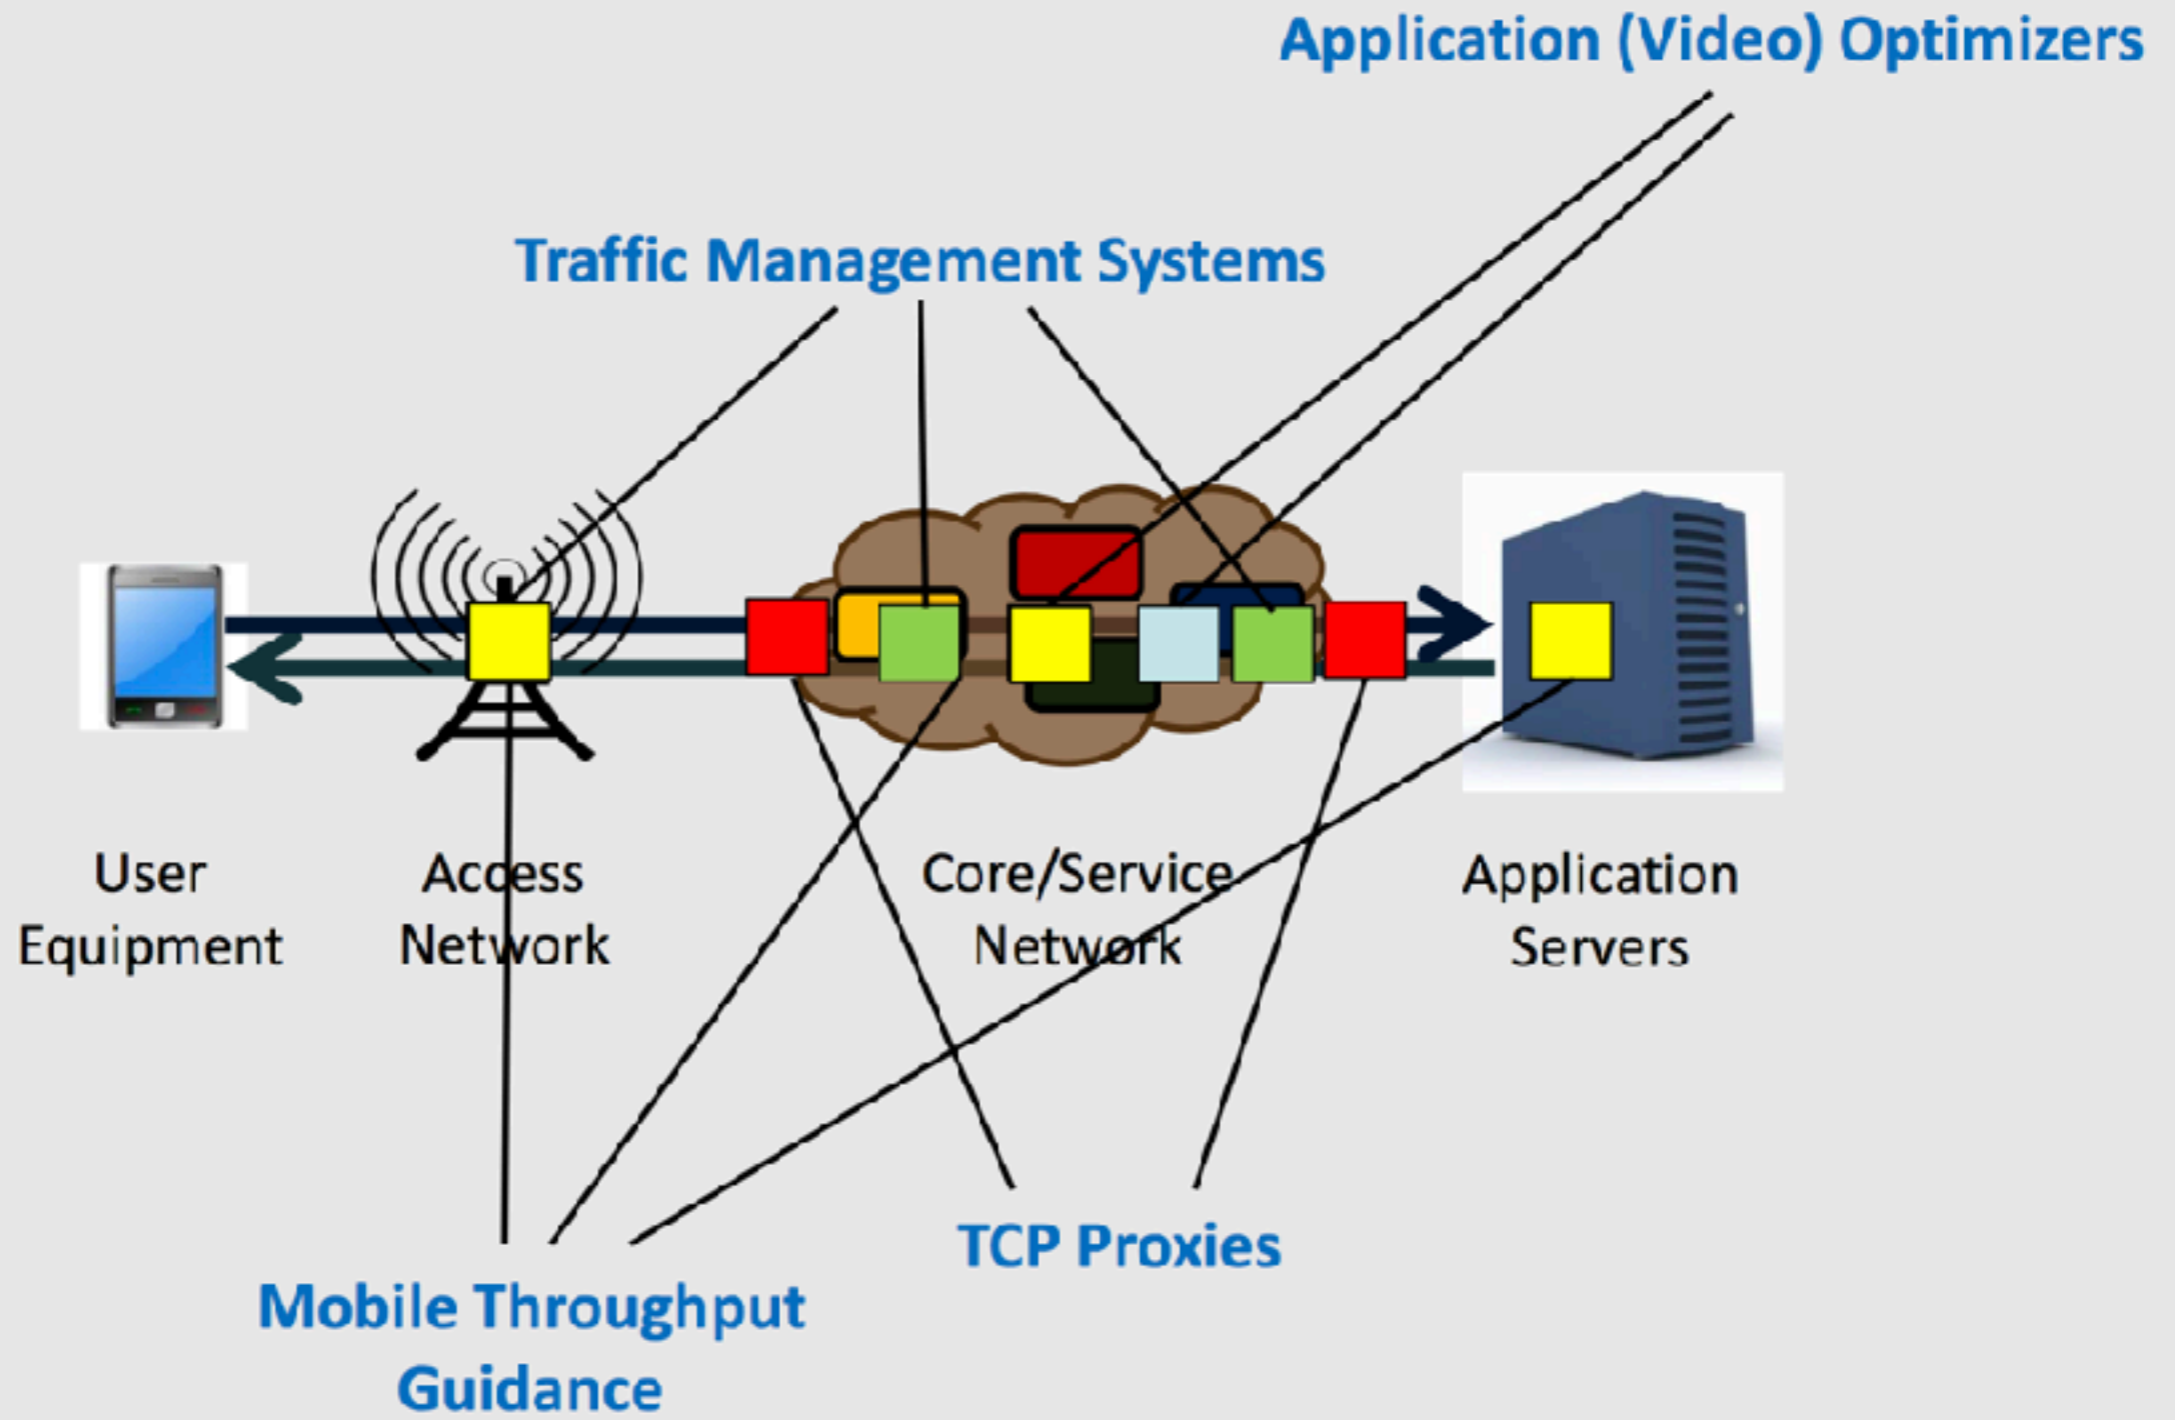 Application (Video) Optimizers
Traffic Management Systems
User
Equipment
Access
Network
Core/Service
Network
Application
Servers
TCP Proxies
Mobile Throughput
Guidance